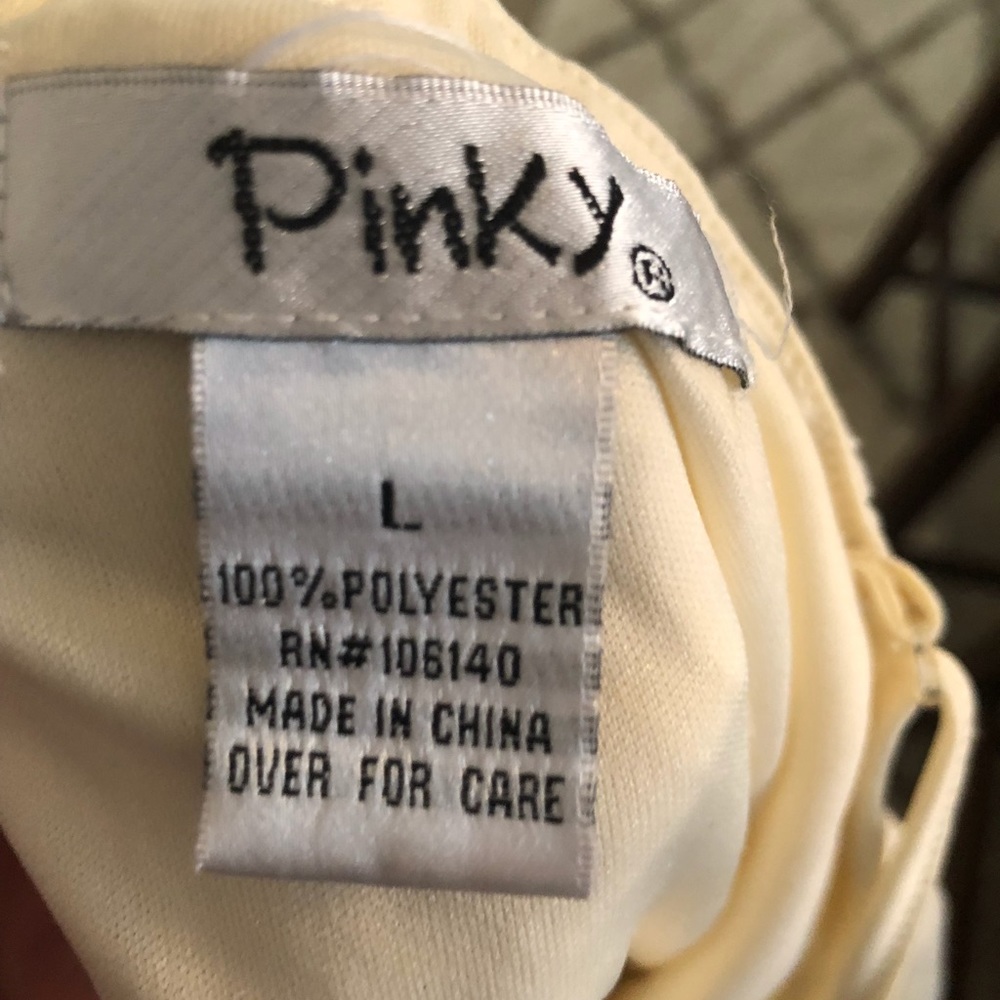 Pinky®
L
100%POLYESTER
RN#106140
MADE IN CHINA
OVER FOR CARE